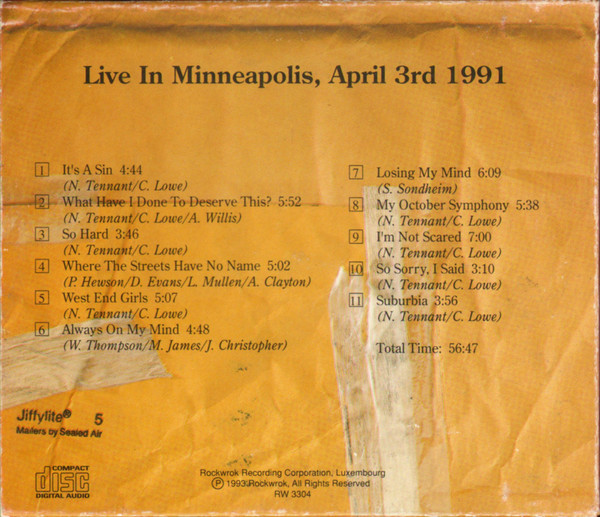 Live In Minneapolis, April 3rd 1991
1 It's A Sin 4:44
(N. Tennant/C. Lowe)
2 What Have I Done To Deserve This? 5:52
(N. Tennant/C. Lowe/A. Willis)
3 So Hard 3:46
(N. Tennant/C. Lowe)
4 Where The Streets Have No Name 5:02
(P. Hewson/D. Evans/L. Mullen/A. Clayton)
5 West End Girls 5:07
(N. Tennant/C. Lowe)
6 Always On My Mind 4:48
(W. Thompson/M. James/J. Christopher)
7 Losing My Mind 6:09
(S. Sondheim)
8 My October Symphony 5:38
(N. Tennant/C. Lowe)
9 I'm Not Scared 7:00
(N. Tennant/C. Lowe)
10 So Sorry, I Said 3:10
(N. Tennant/C. Lowe)
11 Suburbia 3:56
(N. Tennant/C. Lowe)
Total Time: 56:47
Jiffylite® 5
Mailers by Sealed Air
COMPACT
disc
DIGITAL AUDIO
Rockwrok Recording Corporation, Luxembourg
℗ 1993 Rockwrok, All Rights Reserved
RW 3304